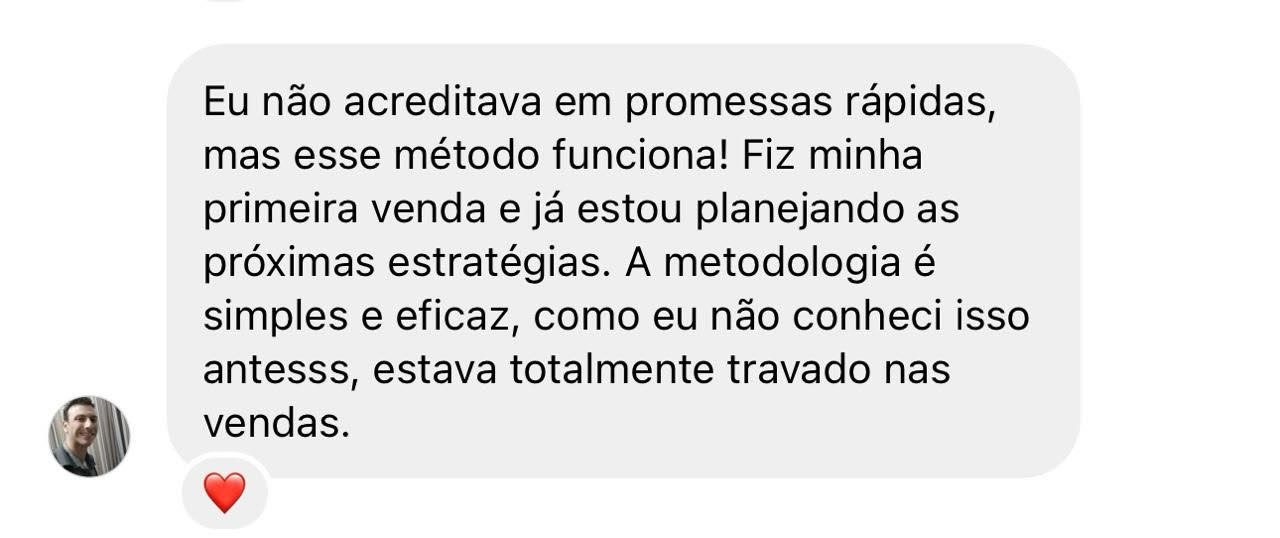 Eu não acreditava em promessas rápidas,
mas esse método funciona! Fiz minha
primeira venda e já estou planejando as
próximas estratégias. A metodologia é
simples e eficaz, como eu não conheci isso
antesss, estava totalmente travado nas
vendas.